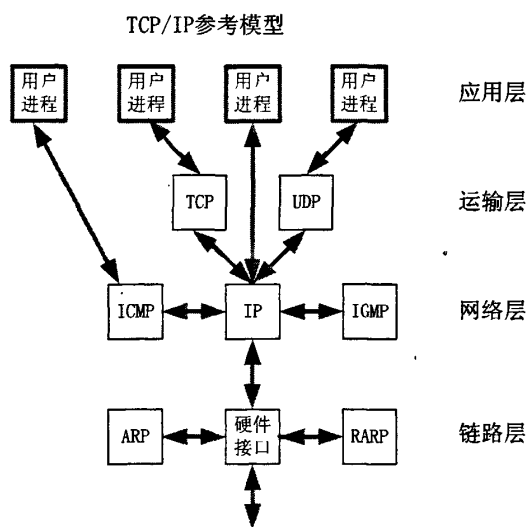 TCP/IP参考模型
用户
进程
用户
进程
用户
进程
用户
进程
应用层
TCP
UDP
运输层
ICMP
IP
IGMP
网络层
ARP
硬件
接口
RARP
链路层